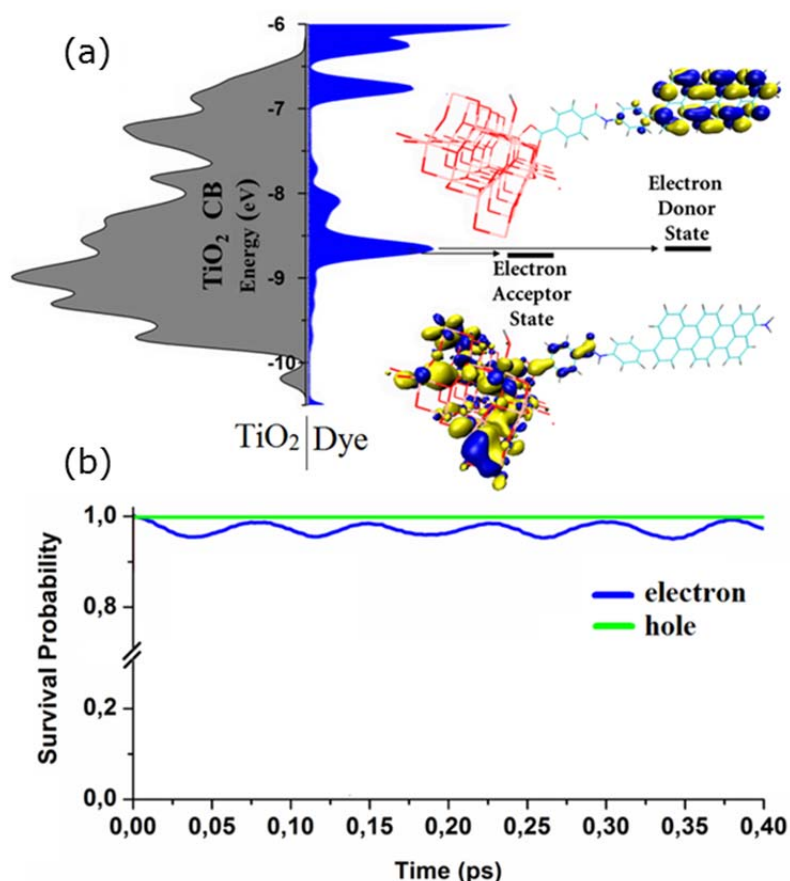 (a)
-6
-7
-8
-9
-10
TiO2 CB
Energy (eV)
Electron
Donor
State
Electron
Acceptor
State
TiO2 Dye
(b)
Survival Probability
1,0
0,8
0,2
0,0
electron
hole
0,00 0,05 0,10 0,15 0,20 0,25 0,30 0,35 0,40
Time (ps)